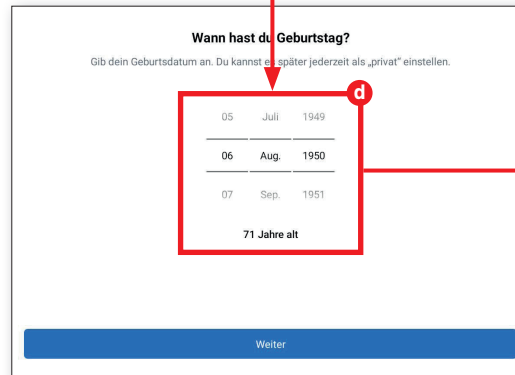 Wann hast du Geburtstag?
Gib dein Geburtsdatum an. Du kannst es später jederzeit als „privat“ einstellen.
d
05 Juli 1949
06 Aug. 1950
07 Sep. 1951
71 Jahre alt
Weiter